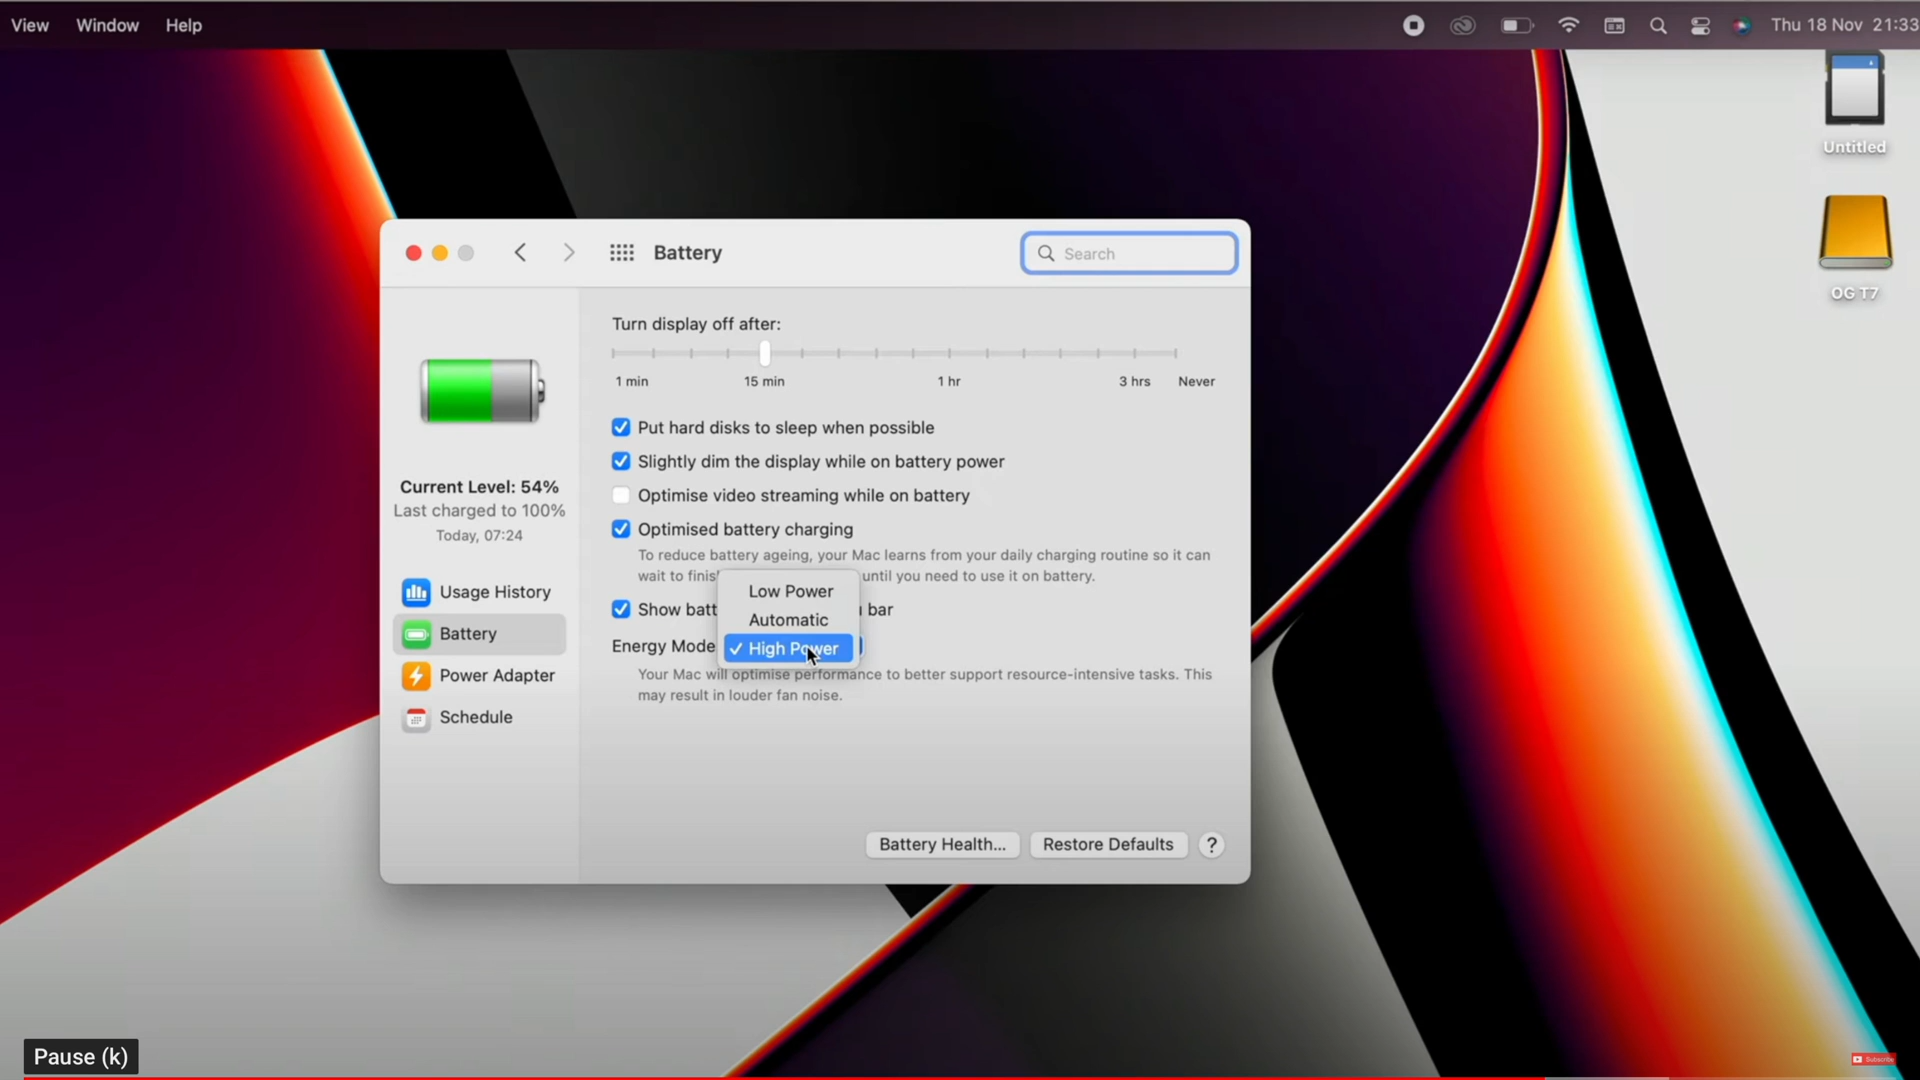 View Window Help
Thu 18 Nov 21:33
Untitled
OG T7
Battery
Search
Turn display off after:
1 min 15 min 1 hr 3 hrs Never
Put hard disks to sleep when possible
Slightly dim the display while on battery power
Optimise video streaming while on battery
Optimised battery charging
To reduce battery ageing, your Mac learns from your daily charging routine so it can
wait to finis until you need to use it on battery.
Show batt bar
Energy Mode
Low Power
Automatic
✓ High Power
Your Mac will optimise performance to better support resource-intensive tasks. This
may result in louder fan noise.
Current Level: 54%
Last charged to 100%
Today, 07:24
Usage History
Battery
Power Adapter
Schedule
Battery Health...
Restore Defaults
?
Pause (k)
Subscribe